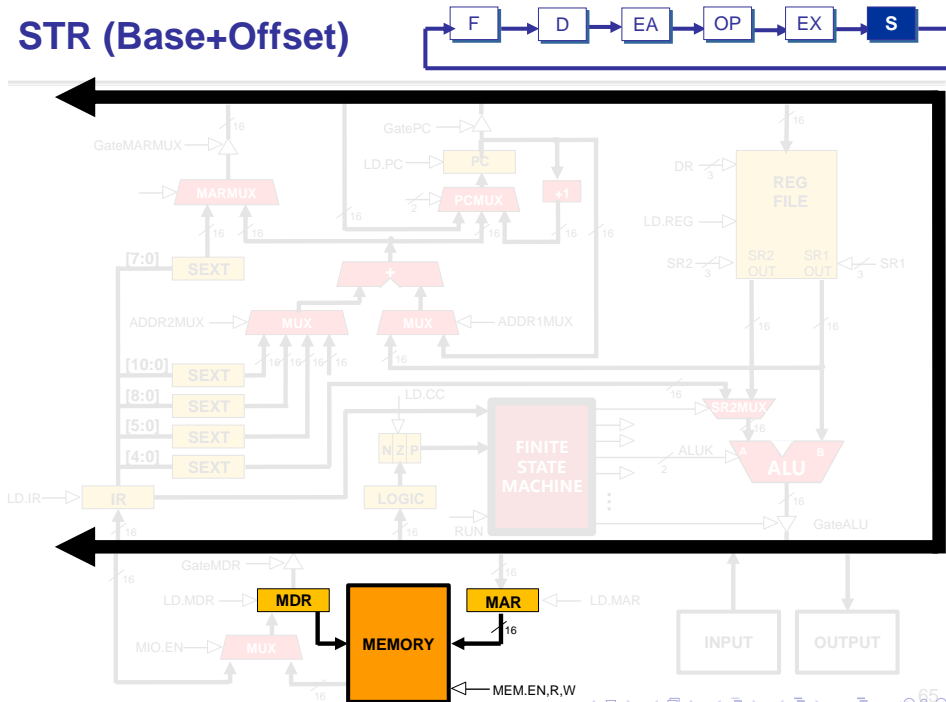 STR (Base+Offset)
F D EA OP EX S
16 16 16
GatePC
GateMARMUX
LD.PC PC
DR 3
REG FILE
MARMUX
2 PCMUX +1
LD.REG
16 16 16 16 16 16
[7:0] SEXT
+
SR2 3 SR2 OUT SR1 OUT 3 SR1
ADDR2MUX MUX MUX ADDR1MUX
16 16
16 16 16 16 16
[10:0] SEXT
LD.CC 16
[8:0] SEXT
SR2MUX
16
[5:0] SEXT
N Z P
FINITE STATE MACHINE
ALUK 2
A B
ALU
[4:0] SEXT
LD.IR IR LOGIC
16
RUN
GateALU
16 16
16 16
GateMDR
LD.MDR MDR
MAR LD.MAR
16
MIO.EN MUX
MEMORY
INPUT OUTPUT
16
MEM.EN,R,W
65